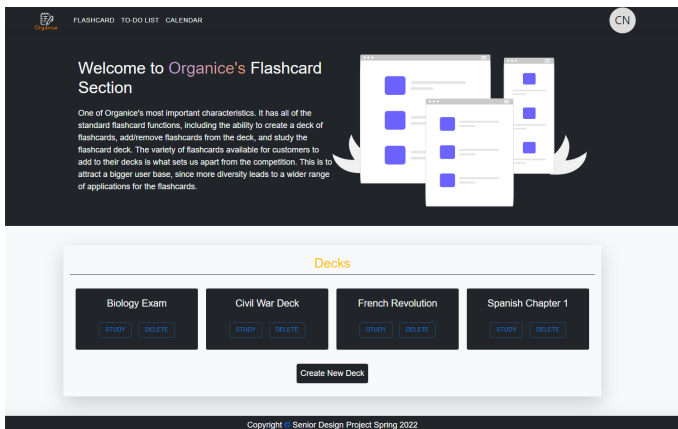 Organice
FLASHCARD TO-DO LIST CALENDAR
CN
Welcome to Organice's Flashcard
Section
One of Organice's most important characteristics. It has all of the
standard flashcard functions, including the ability to create a deck of
flashcards, add/remove flashcards from the deck, and study the
flashcard deck. The variety of flashcards available for customers to
add to their decks is what sets us apart from the competition. This is to
attract a bigger user base, since more diversity leads to a wider range
of applications for the flashcards.
Decks
Biology Exam
STUDY DELETE
Civil War Deck
STUDY DELETE
French Revolution
STUDY DELETE
Spanish Chapter 1
STUDY DELETE
Create New Deck
Copyright © Senior Design Project Spring 2022